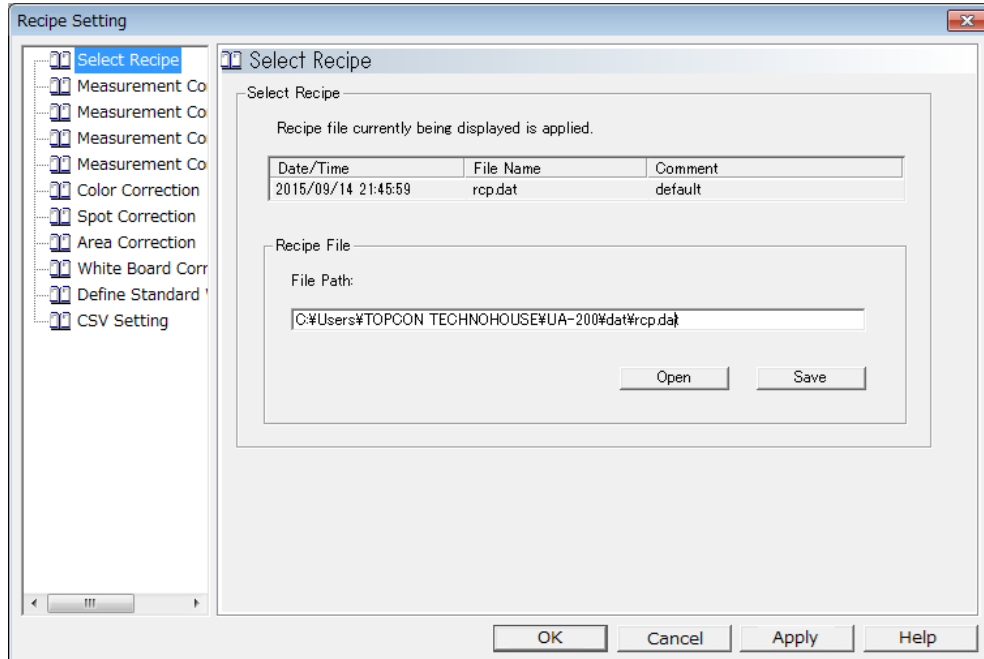 Recipe Setting
Select Recipe
Measurement Co
Measurement Co
Measurement Co
Measurement Co
Color Correction
Spot Correction
Area Correction
White Board Corr
Define Standard
CSV Setting
Select Recipe
Select Recipe
Recipe file currently being displayed is applied.
Date/Time File Name Comment
2015/09/14 21:45:59 rcp.dat default
Recipe File
File Path:
C:¥Users¥TOPCON TECHNOHOUSE¥UA-200¥dat¥rcp.dat
Open Save
OK Cancel Apply Help